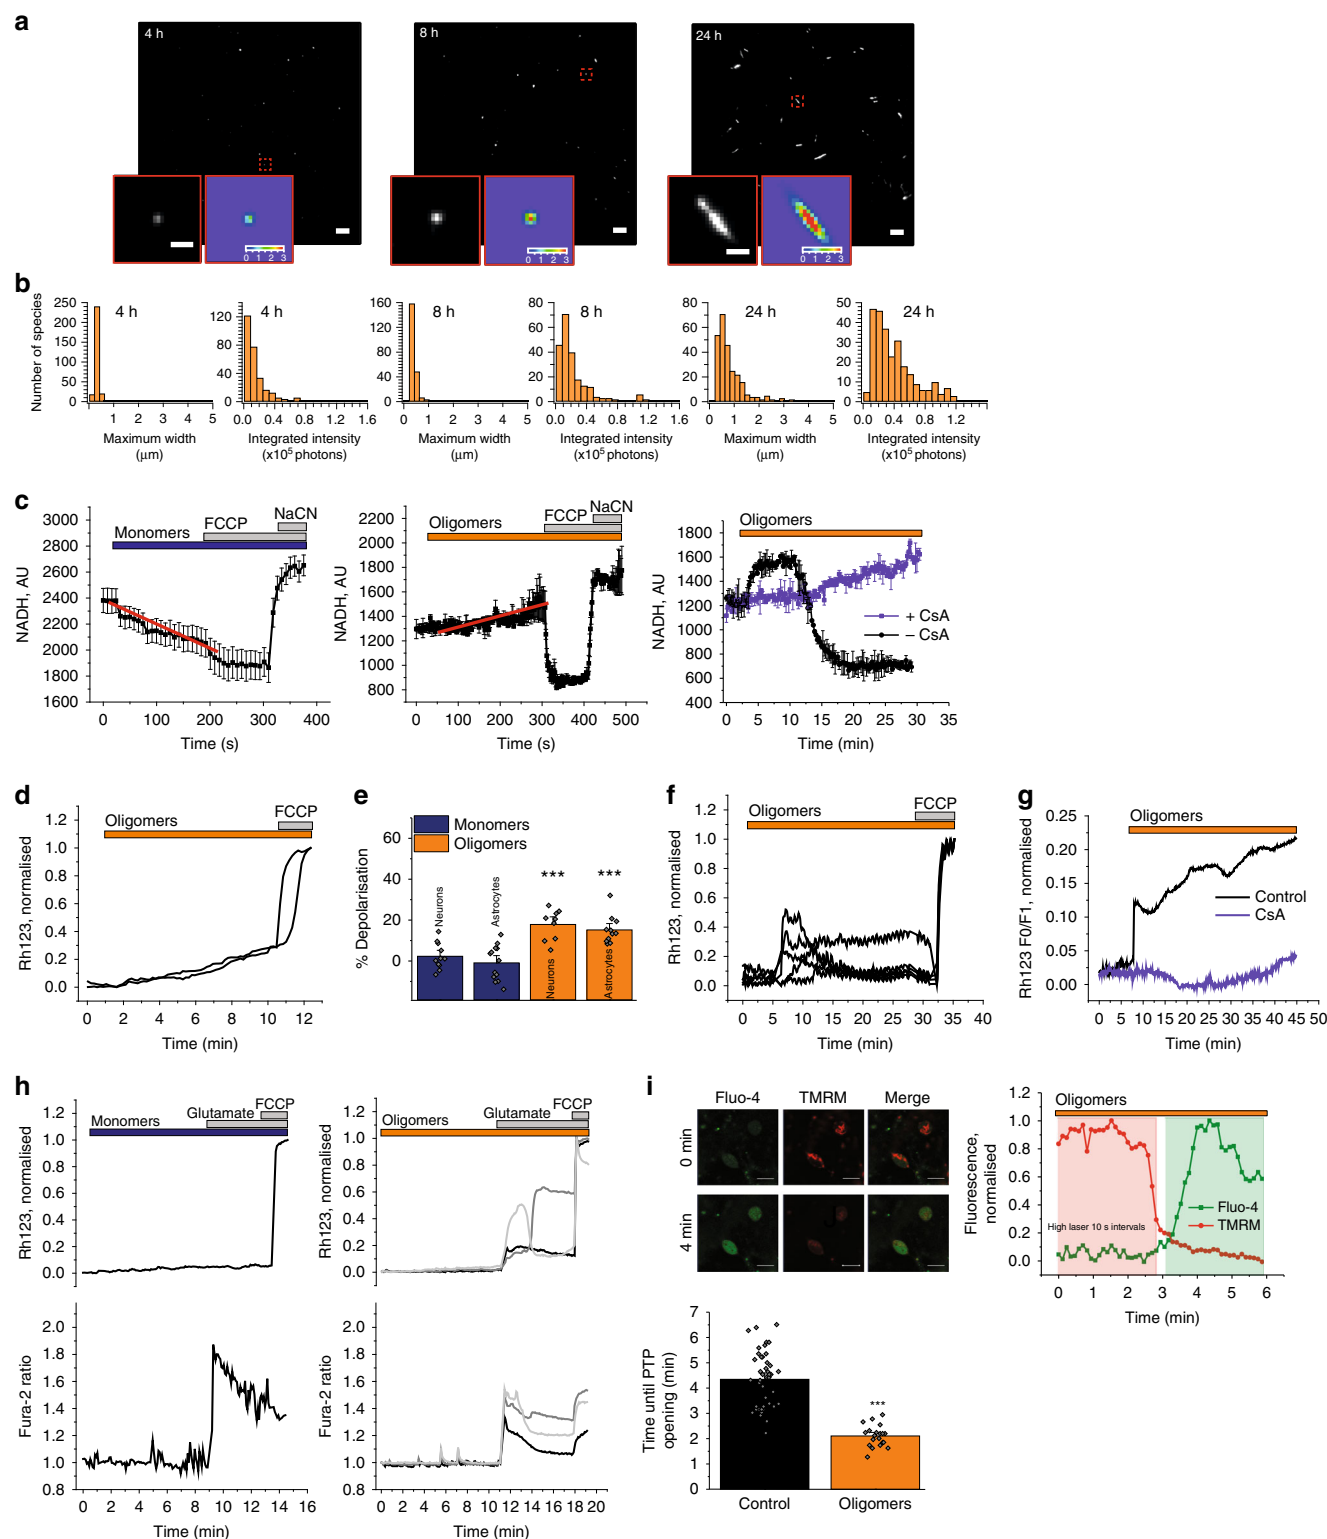 a
4 h
8 h
24 h
0 1 2 3
0 1 2 3
0 1 2 3
b
Number of species
250
200
150
100
50
0
4 h
1 3 5
Maximum width
(µm)
120
80
40
0
4 h
0.0 0.4 0.8 1.2 1.6
Integrated intensity
(x10⁵ photons)
160
120
80
40
0
8 h
0 1 2 3 4 5
Maximum width
(µm)
80
60
40
20
0
8 h
0.0 0.4 0.8 1.2 1.6
Integrated intensity
(x10⁵ photons)
80
60
40
20
0
24 h
0 1 2 3 4 5
Maximum width
(µm)
50
40
30
20
10
0
24 h
0.0 0.4 0.8 1.2
Integrated intensity
(x10⁵ photons)
c
NADH, AU
3000
2800
2600
2400
2200
2000
1800
1600
Monomers
FCCP
NaCN
0 100 200 300 400
Time (s)
NADH, AU
2200
2000
1800
1600
1400
1200
1000
800
Oligomers
FCCP
NaCN
0 100 200 300 400 500
Time (s)
NADH, AU
1800
1600
1400
1200
1000
800
600
400
Oligomers
+ CsA
– CsA
0 5 10 15 20 25 30 35
Time (min)
d
Rh123, normalised
1.2
1.0
0.8
0.6
0.4
0.2
0.0
Oligomers
FCCP
0 2 4 6 8 10 12
Time (min)
e
% Depolarisation
60
40
20
0
Monomers
Oligomers
Neurons
Astrocytes
***
Neurons
***
Astrocytes
f
Rh123, normalised
1.2
1.0
0.8
0.6
0.4
0.2
0.0
Oligomers
FCCP
0 5 10 15 20 25 30 35 40
Time (min)
g
Rh123 F0/F1, normalised
0.25
0.20
0.15
0.10
0.05
0.00
Oligomers
Control
CsA
0 5 10 15 20 25 30 35 40 45 50
Time (min)
h
Rh123, normalised
1.2
1.0
0.8
0.6
0.4
0.2
0.0
Monomers
Glutamate
FCCP
Rh123, normalised
1.2
1.0
0.8
0.6
0.4
0.2
0.0
Oligomers
Glutamate
FCCP
Fura-2 ratio
2.0
1.8
1.6
1.4
1.2
1.0
0.8
0 2 4 6 8 10 12 14 16
Time (min)
Fura-2 ratio
2.0
1.8
1.6
1.4
1.2
1.0
0.8
0 2 4 6 8 10 12 14 16 18 20
Time (min)
i
Fluo-4
TMRM
Merge
0 min
4 min
Fluorescence,
normalised
1.2
1.0
0.8
0.6
0.4
0.2
0.0
Oligomers
Fluo-4
TMRM
High laser 10 s intervals
0 1 2 3 4 5 6
Time (min)
Time until PTP
opening (min)
7
6
5
4
3
2
1
0
***
Control
Oligomers